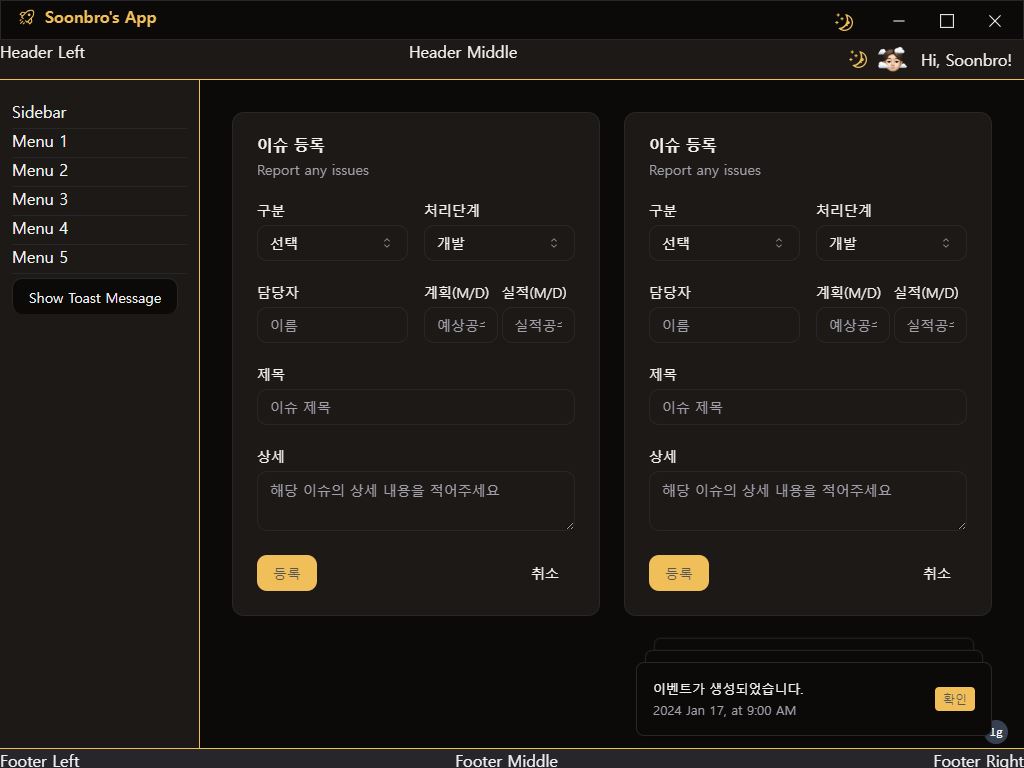 Soonbro's App
Header Left
Header Middle
Hi, Soonbro!
Sidebar
Menu 1
Menu 2
Menu 3
Menu 4
Menu 5
Show Toast Message
이슈 등록
Report any issues
구분
처리단계
선택
개발
담당자
계획(M/D)
실적(M/D)
이름
예상공
실적공
제목
이슈 제목
상세
해당 이슈의 상세 내용을 적어주세요
등록
취소
이슈 등록
Report any issues
구분
처리단계
선택
개발
담당자
계획(M/D)
실적(M/D)
이름
예상공
실적공
제목
이슈 제목
상세
해당 이슈의 상세 내용을 적어주세요
등록
취소
이벤트가 생성되었습니다.
2024 Jan 17, at 9:00 AM
확인
lg
Footer Left
Footer Middle
Footer Right